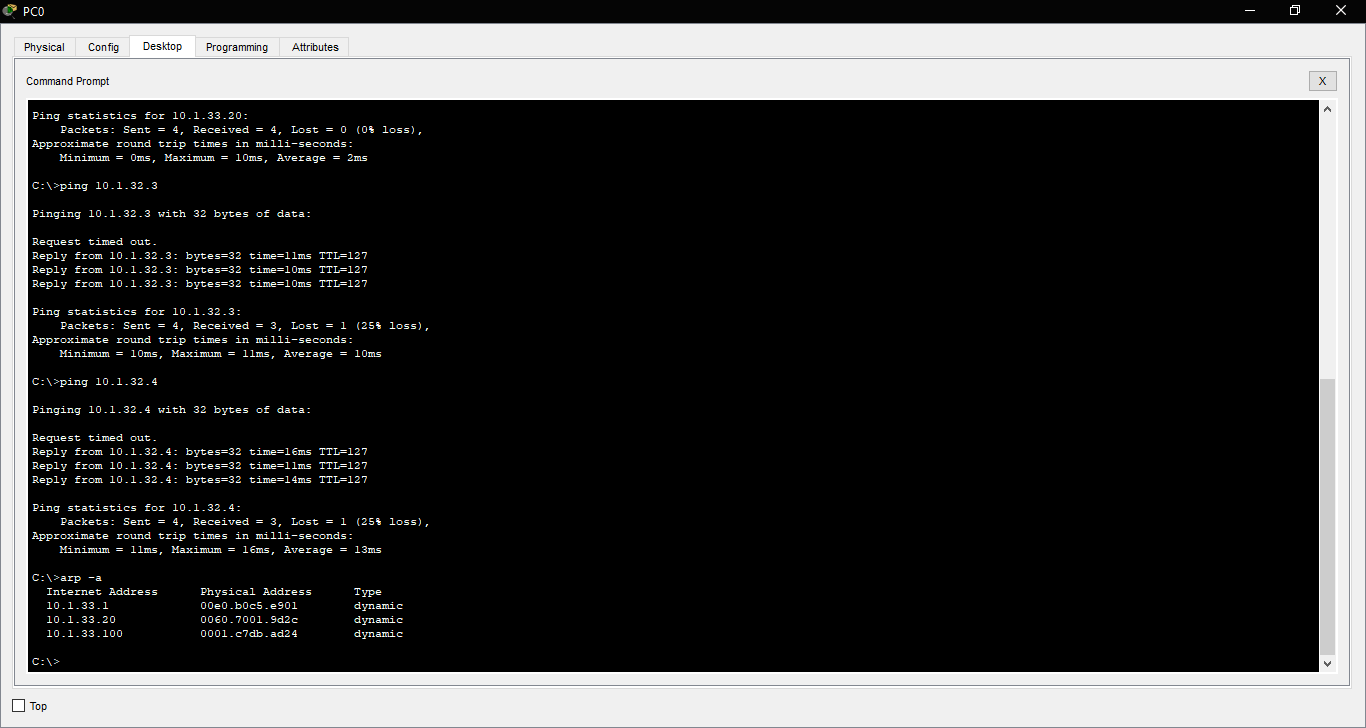 PC0
Physical Config Desktop Programming Attributes
Command Prompt
X
Ping statistics for 10.1.33.20:
    Packets: Sent = 4, Received = 4, Lost = 0 (0% loss),
Approximate round trip times in milli-seconds:
    Minimum = 0ms, Maximum = 10ms, Average = 2ms
C:\>ping 10.1.32.3
Pinging 10.1.32.3 with 32 bytes of data:
Request timed out.
Reply from 10.1.32.3: bytes=32 time=11ms TTL=127
Reply from 10.1.32.3: bytes=32 time=10ms TTL=127
Reply from 10.1.32.3: bytes=32 time=10ms TTL=127
Ping statistics for 10.1.32.3:
    Packets: Sent = 4, Received = 3, Lost = 1 (25% loss),
Approximate round trip times in milli-seconds:
    Minimum = 10ms, Maximum = 11ms, Average = 10ms
C:\>ping 10.1.32.4
Pinging 10.1.32.4 with 32 bytes of data:
Request timed out.
Reply from 10.1.32.4: bytes=32 time=16ms TTL=127
Reply from 10.1.32.4: bytes=32 time=11ms TTL=127
Reply from 10.1.32.4: bytes=32 time=14ms TTL=127
Ping statistics for 10.1.32.4:
    Packets: Sent = 4, Received = 3, Lost = 1 (25% loss),
Approximate round trip times in milli-seconds:
    Minimum = 11ms, Maximum = 16ms, Average = 13ms
C:\>arp -a
  Internet Address      Physical Address      Type
  10.1.33.1             00e0.b0c5.e901        dynamic
  10.1.33.20            0060.7001.9d2c        dynamic
  10.1.33.100           0001.c7db.ad24        dynamic
C:\>
Top